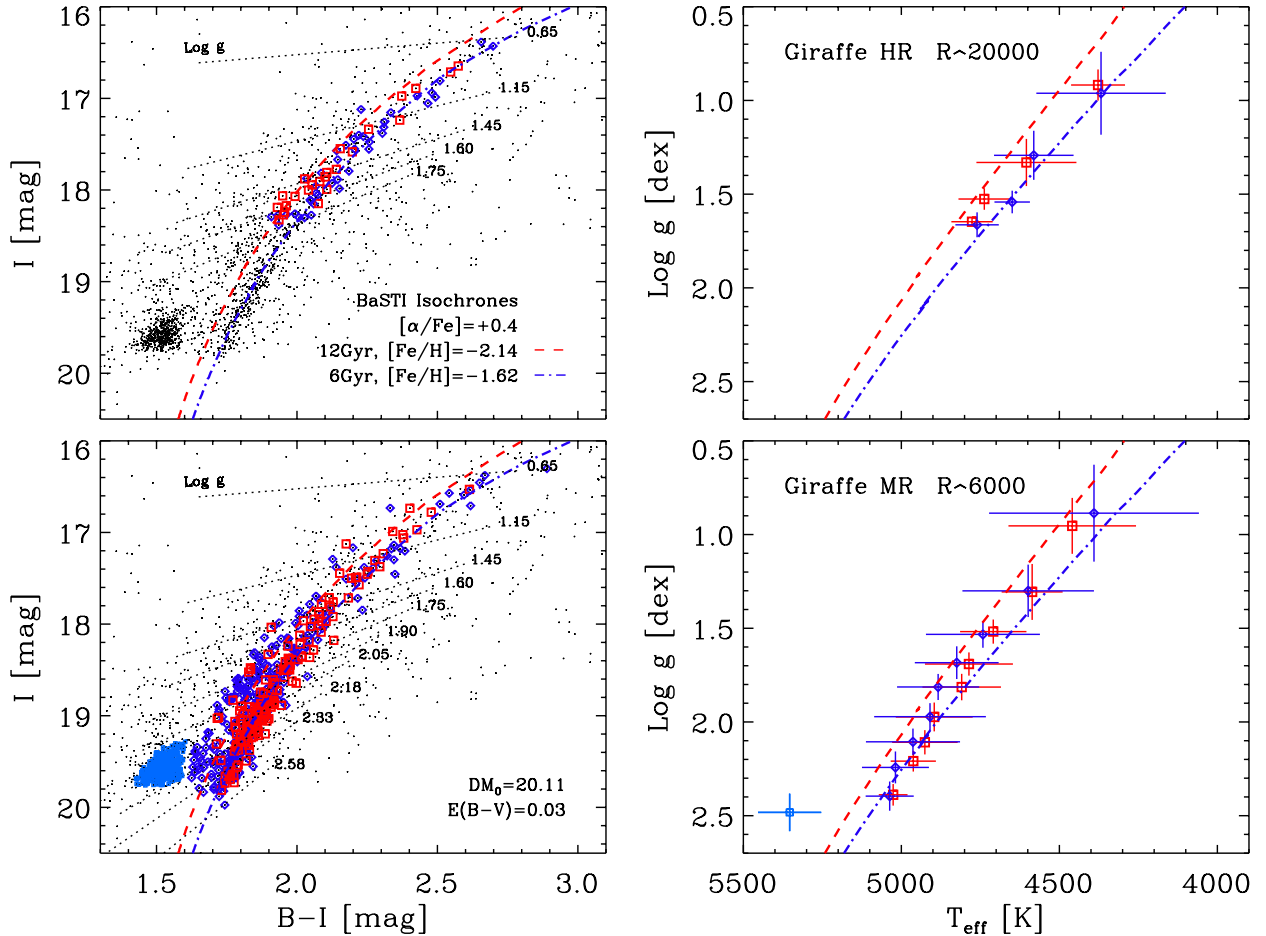 16
17
18
19
20
I [mag]
Log g
0.65
1.15
1.45
1.60
1.75
BaSTI Isochrones
[α/Fe]=+0.4
12Gyr, [Fe/H]=−2.14
6Gyr, [Fe/H]=−1.62
0.5
1.0
1.5
2.0
2.5
Log g [dex]
Giraffe HR R~20000
16
17
18
19
20
I [mag]
Log g
0.65
1.15
1.45
1.60
1.75
1.90
2.05
2.18
2.33
2.58
DM₀=20.11
E(B−V)=0.03
1.5 2.0 2.5 3.0
B−I [mag]
0.5
1.0
1.5
2.0
2.5
Log g [dex]
Giraffe MR R~6000
5500 5000 4500 4000
T_eff [K]